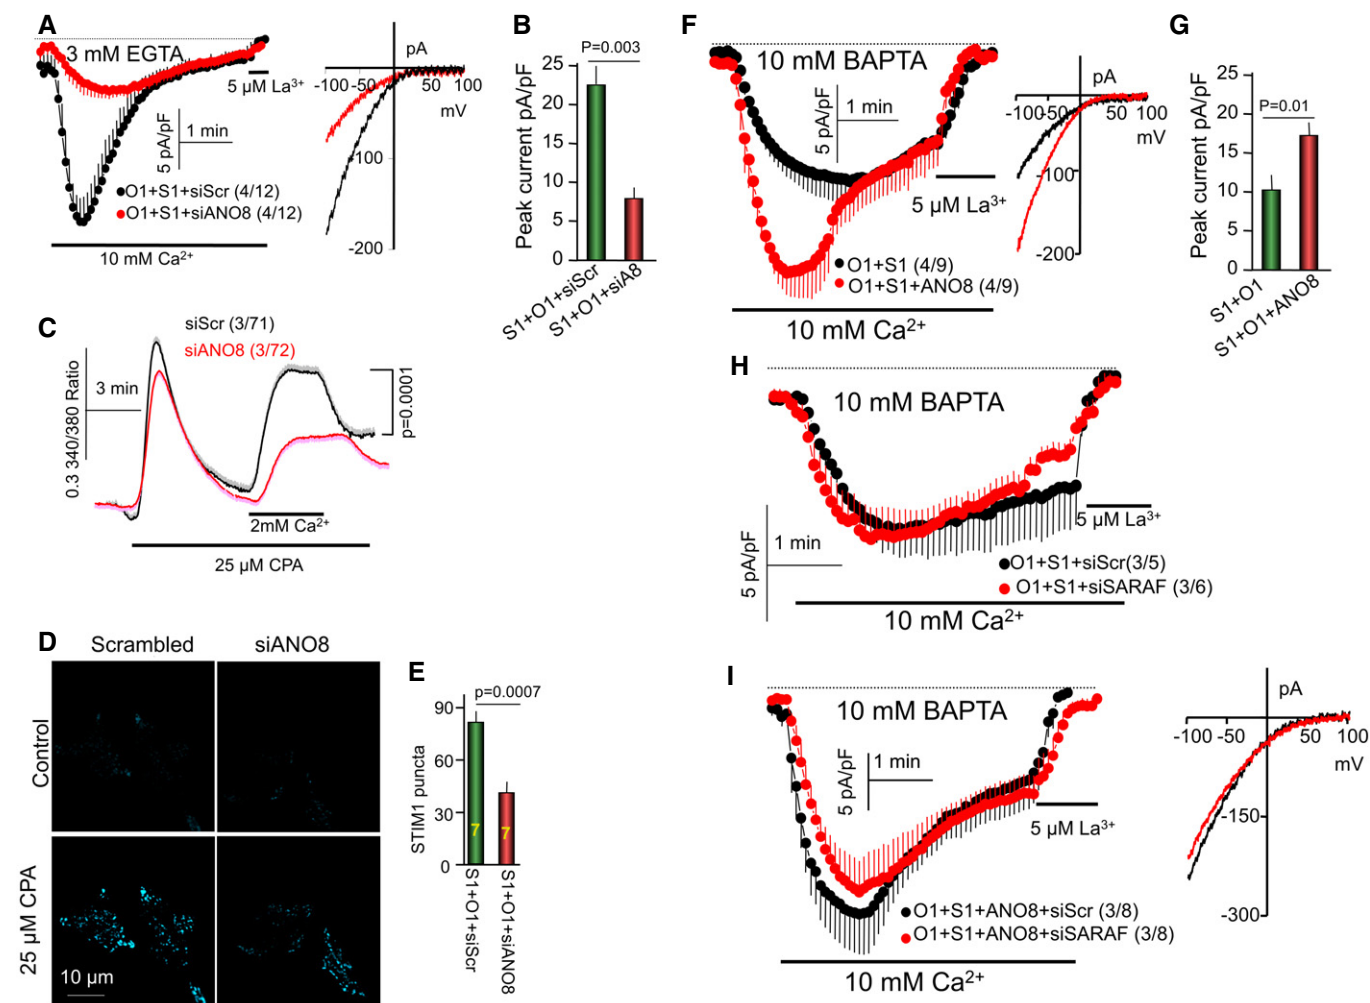 A
3 mM EGTA
5 µM La³⁺
5 pA/pF
1 min
O1+S1+siScr (4/12)
O1+S1+siANO8 (4/12)
10 mM Ca²⁺
pA
-100
-50
50
100
mV
-100
-200
B
P=0.003
Peak current pA/pF
25
20
15
10
5
0
S1+O1+siScr
S1+O1+siA8
C
siScr (3/71)
siANO8 (3/72)
0.3 340/380 Ratio
3 min
p=0.0001
2mM Ca²⁺
25 µM CPA
D
Scrambled
siANO8
Control
25 µM CPA
10 µm
E
p=0.0007
STIM1 puncta
90
60
30
0
7
7
S1+O1+siScr
S1+O1+siANO8
F
10 mM BAPTA
5 pA/pF
1 min
5 µM La³⁺
O1+S1 (4/9)
O1+S1+ANO8 (4/9)
10 mM Ca²⁺
pA
-100
-50
50
100
mV
-100
-200
G
P=0.01
Peak current pA/pF
25
20
15
10
5
0
S1+O1
S1+O1+ANO8
H
10 mM BAPTA
5 pA/pF
1 min
5 µM La³⁺
O1+S1+siScr(3/5)
O1+S1+siSARAF (3/6)
10 mM Ca²⁺
I
10 mM BAPTA
5 pA/pF
1 min
5 µM La³⁺
O1+S1+ANO8+siScr (3/8)
O1+S1+ANO8+siSARAF (3/8)
10 mM Ca²⁺
pA
-100
-50
50
100
mV
-150
-300